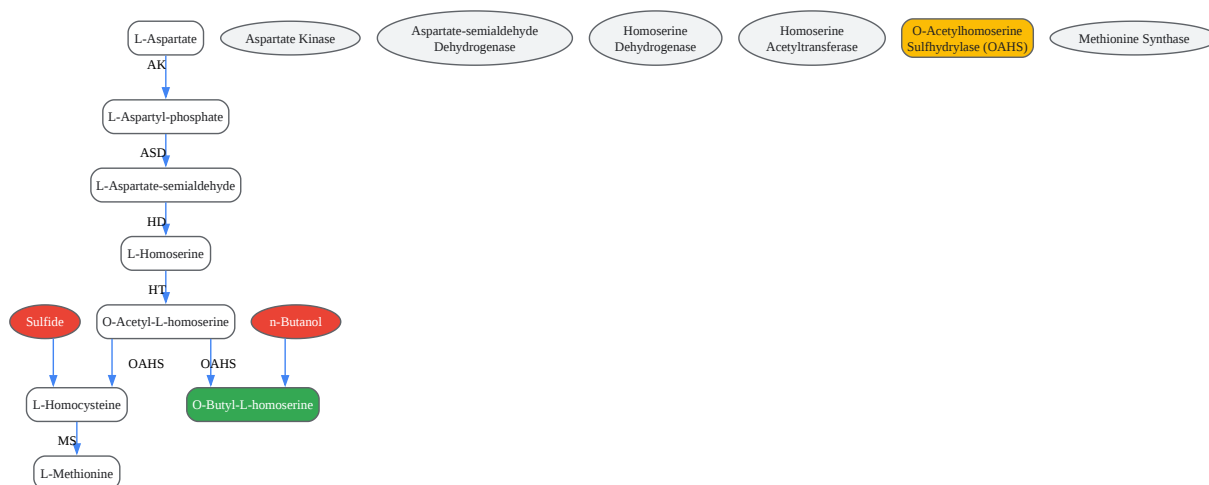 L-Aspartate
Aspartate Kinase
Aspartate-semialdehyde
Dehydrogenase
Homoserine
Dehydrogenase
Homoserine
Acetyltransferase
O-Acetylhomoserine
Sulfhydrylase (OAHS)
Methionine Synthase
AK
L-Aspartyl-phosphate
ASD
L-Aspartate-semialdehyde
HD
L-Homoserine
HT
Sulfide
O-Acetyl-L-homoserine
n-Butanol
OAHS
OAHS
L-Homocysteine
O-Butyl-L-homoserine
MS
L-Methionine